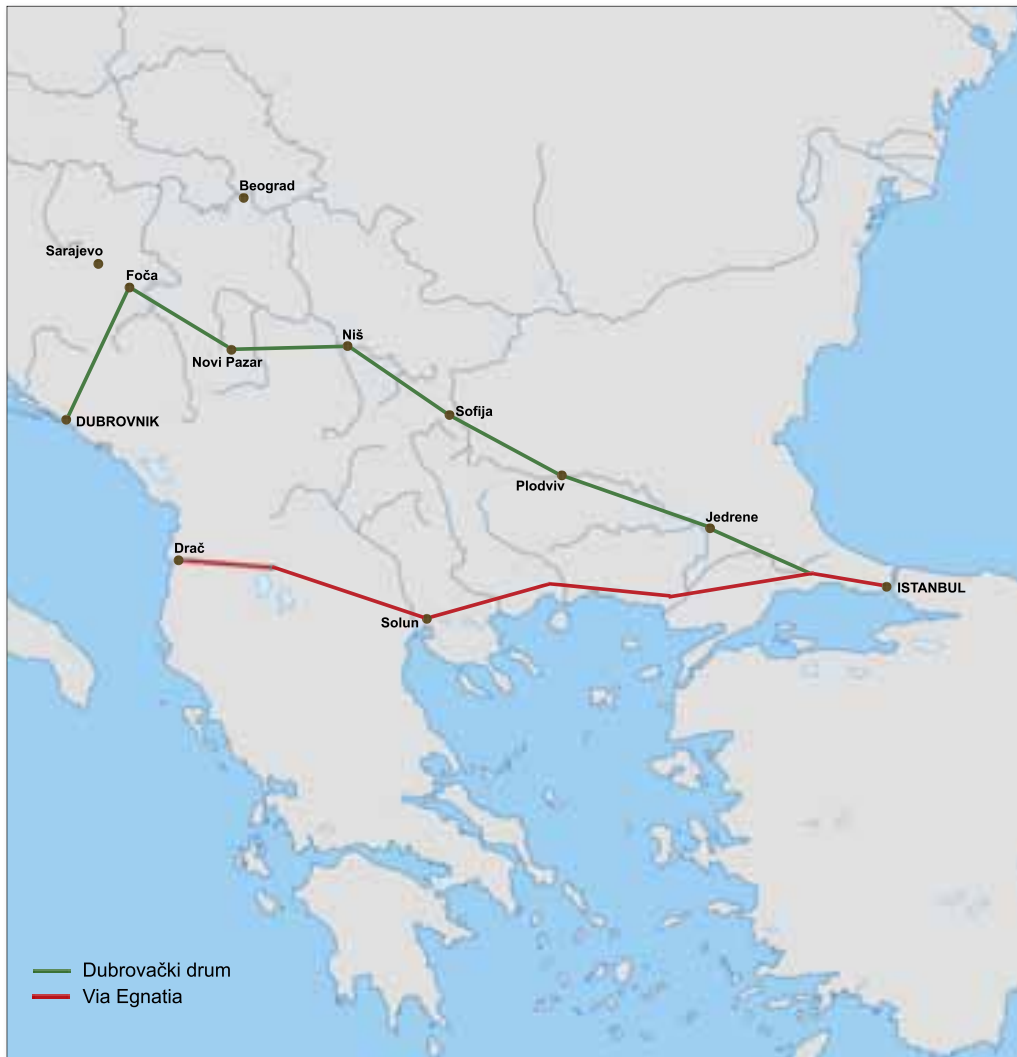 Beograd
Sarajevo
Foča
Niš
Novi Pazar
Sofija
DUBROVNIK
Plodviv
Jedrene
Drač
ISTANBUL
Solun
Dubrovački drum
Via Egnatia